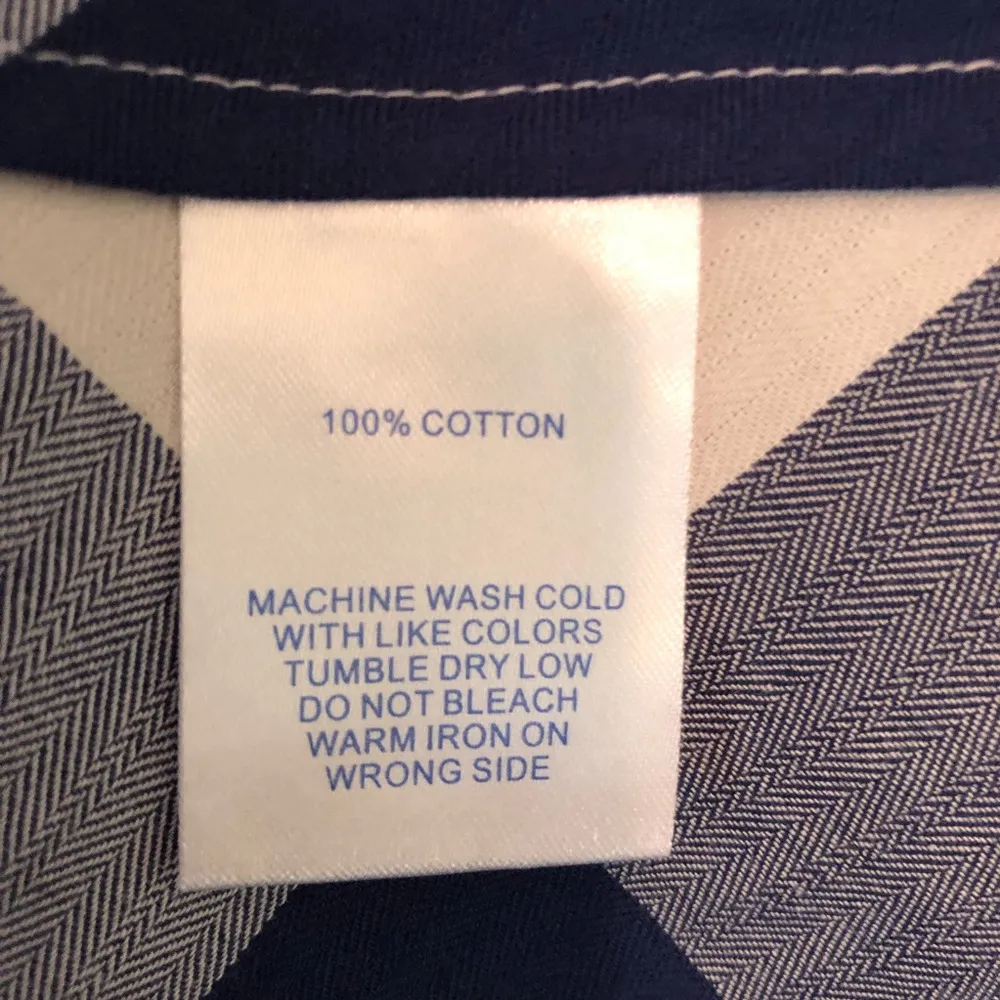 100% COTTON
MACHINE WASH COLD
WITH LIKE COLORS
TUMBLE DRY LOW
DO NOT BLEACH
WARM IRON ON
WRONG SIDE